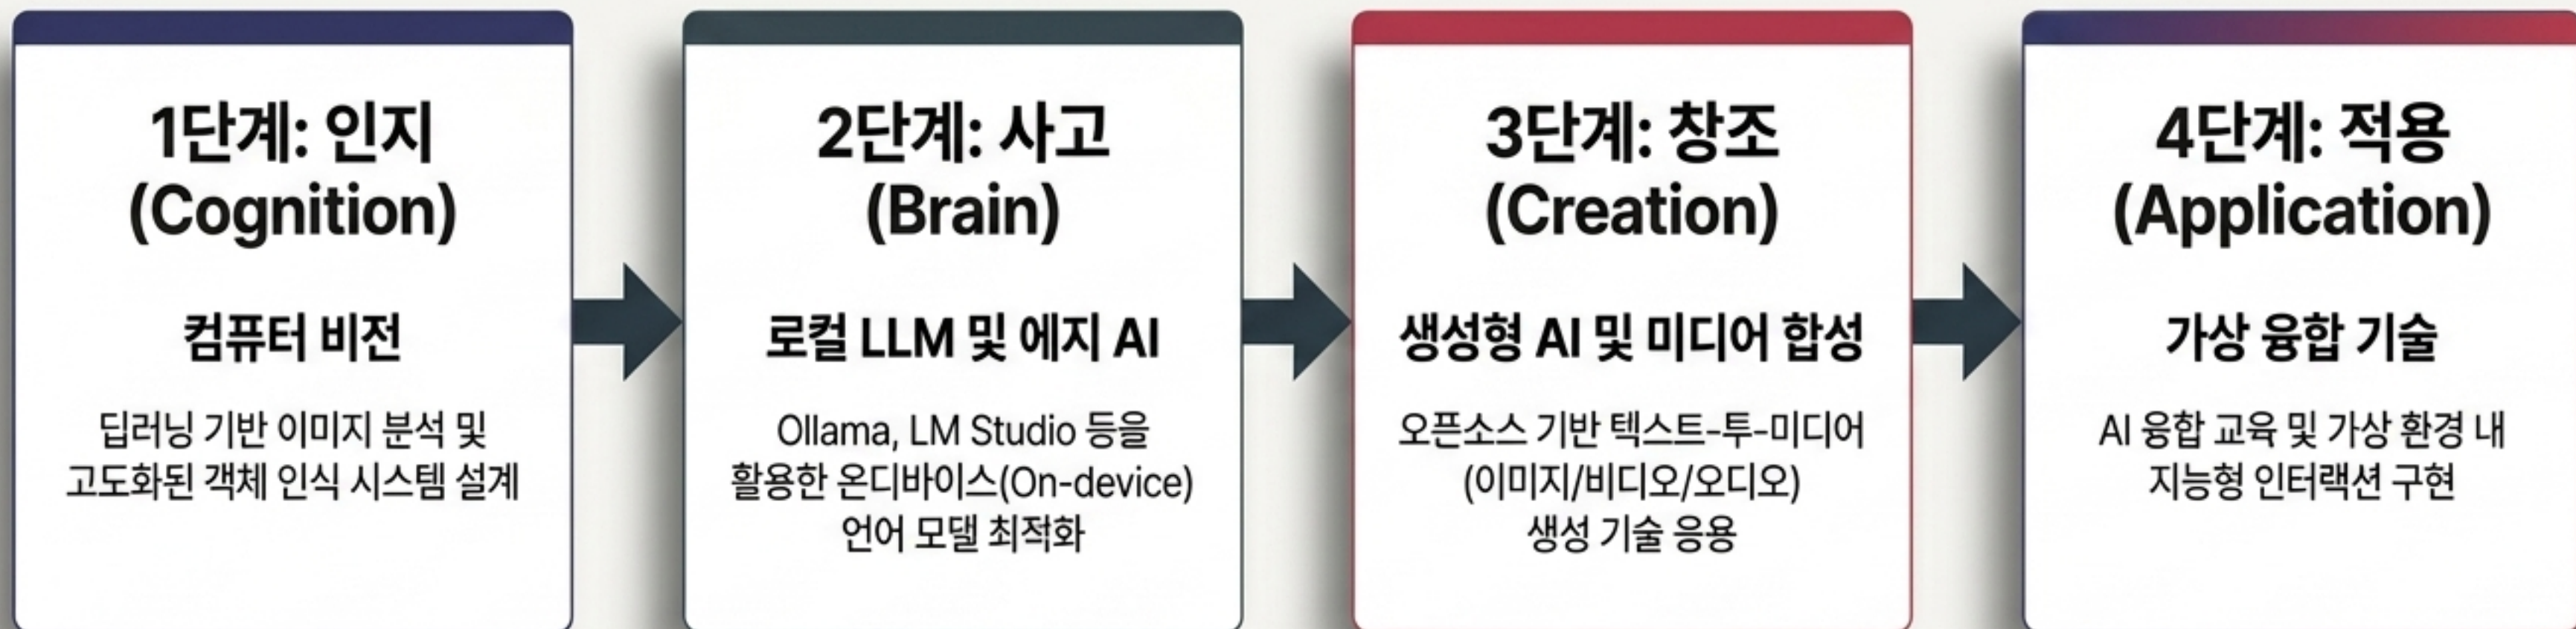 1단계: 인지
(Cognition)
컴퓨터 비전
딥러닝 기반 이미지 분석 및
고도화된 객체 인식 시스템 설계
2단계: 사고
(Brain)
로컬 LLM 및 에지 AI
Ollama, LM Studio 등을
활용한 온디바이스(On-device)
언어 모델 최적화
3단계: 창조
(Creation)
생성형 AI 및 미디어 합성
오픈소스 기반 텍스트-투-미디어
(이미지/비디오/오디오)
생성 기술 응용
4단계: 적용
(Application)
가상 융합 기술
AI 융합 교육 및 가상 환경 내
지능형 인터랙션 구현